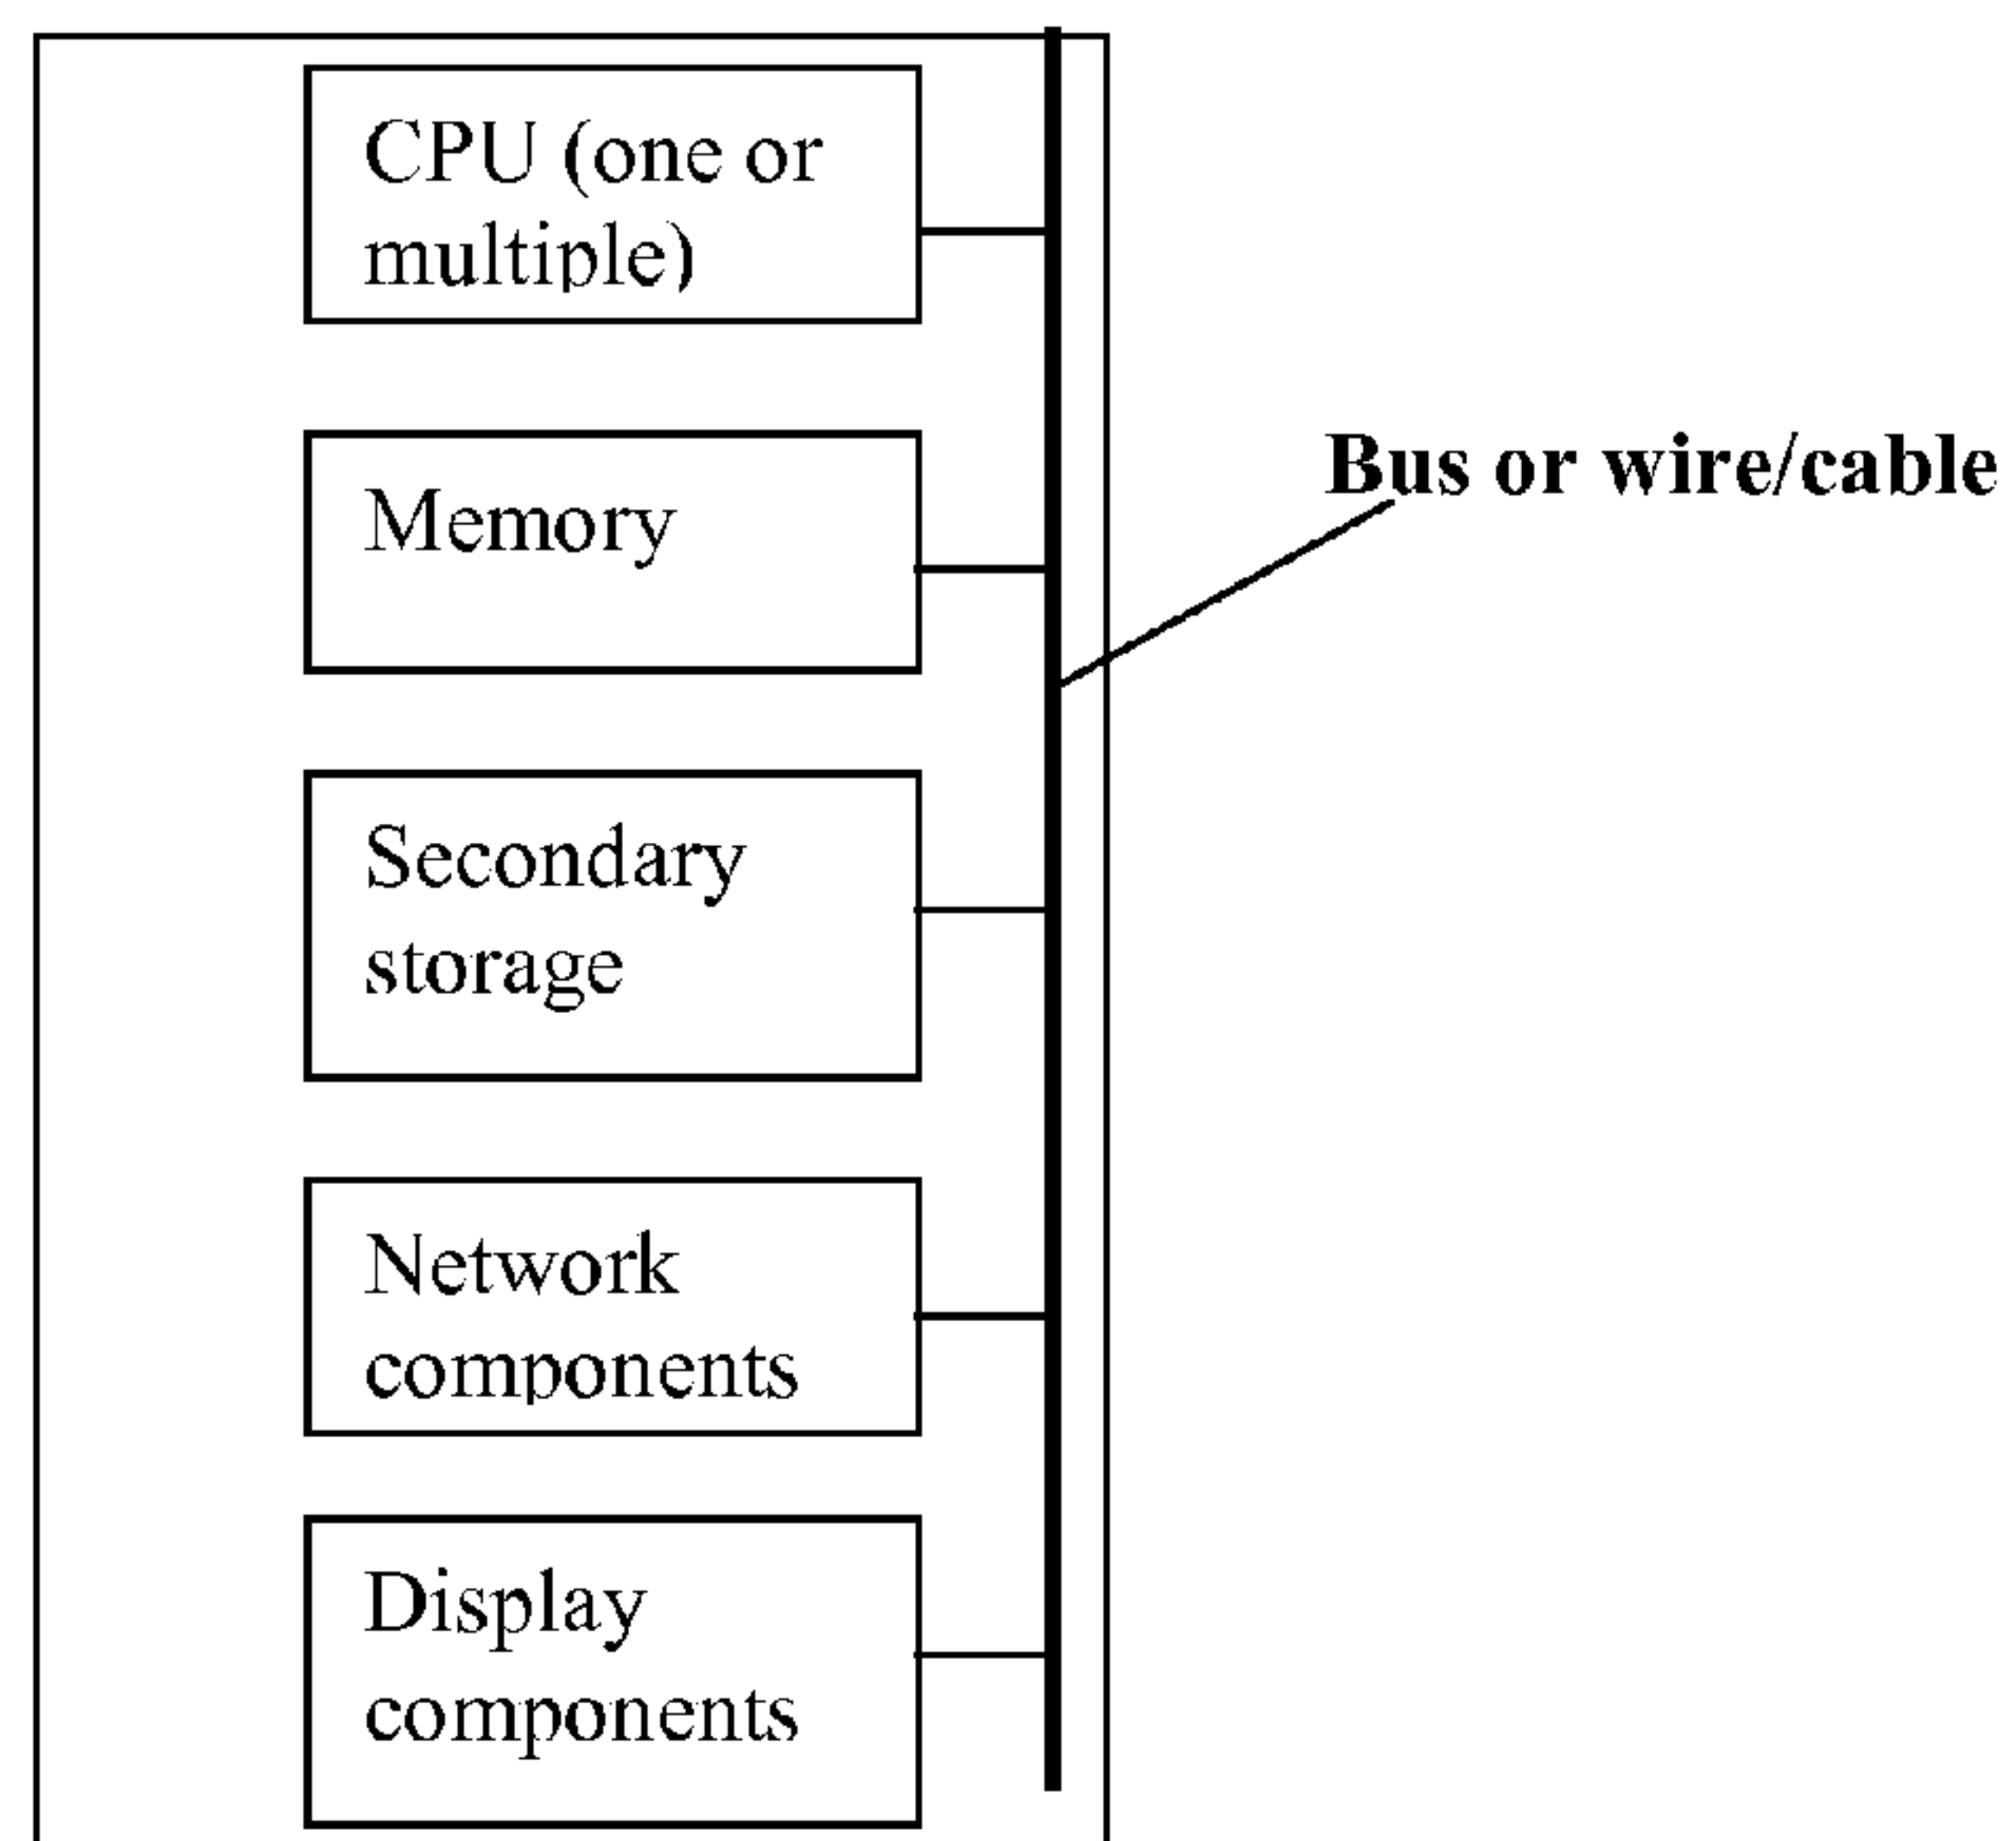 CPU (one or
multiple)
Memory
Bus or wire/cable
Secondary
storage
Network
components
Display
components